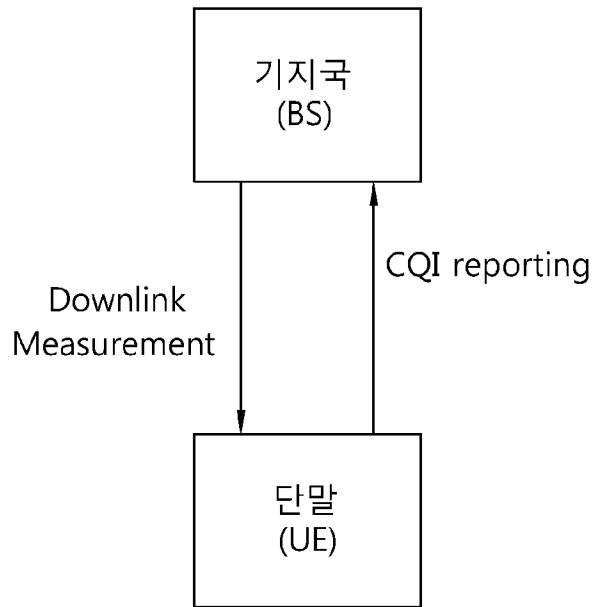 기지국
(BS)
CQI reporting
Downlink
Measurement
단말
(UE)